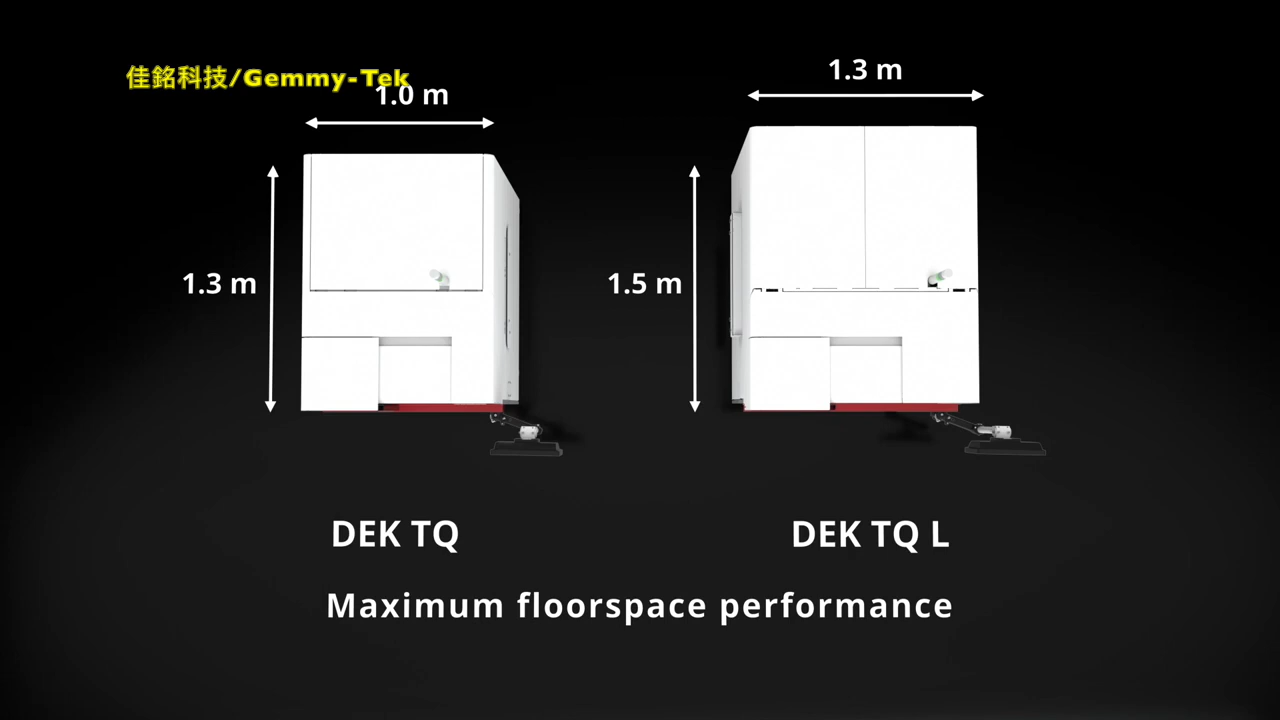 佳銘科技/Gemmy-Tek
1.0 m
1.3 m
1.3 m
1.5 m
DEK TQ
DEK TQ L
Maximum floorspace performance